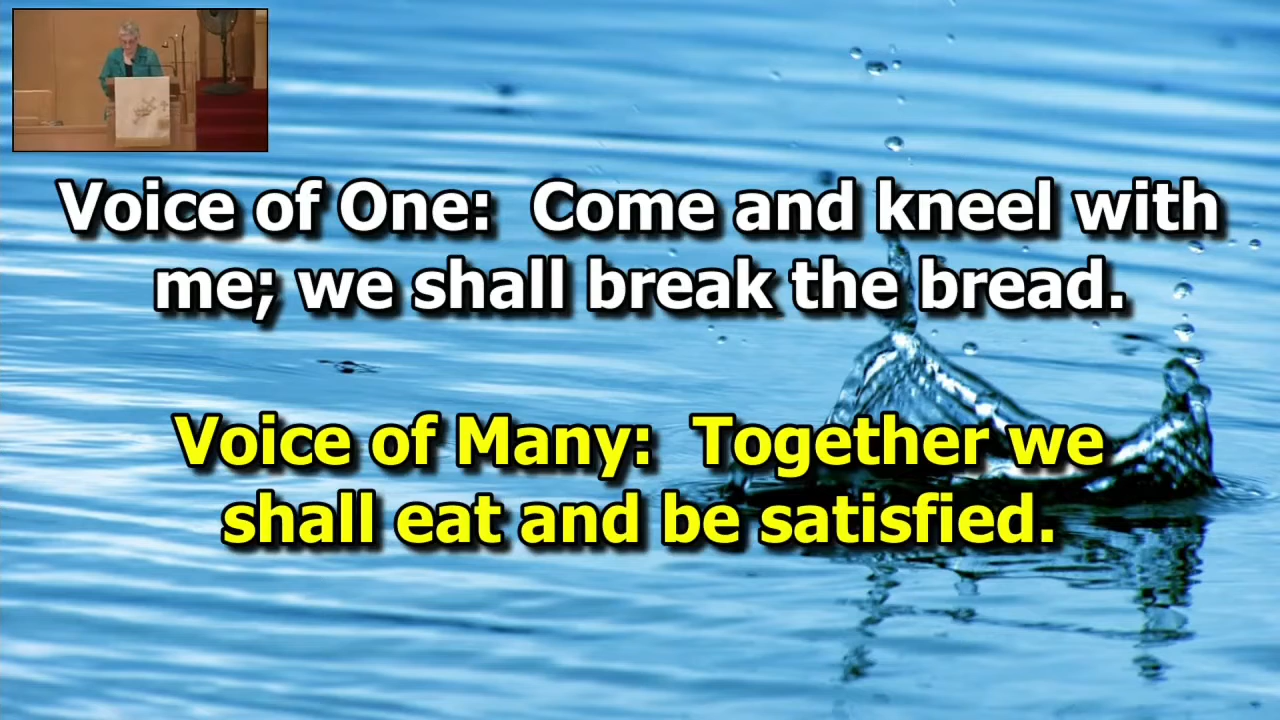 Voice of One:  Come and kneel with
me; we shall break the bread.
Voice of Many:  Together we
shall eat and be satisfied.